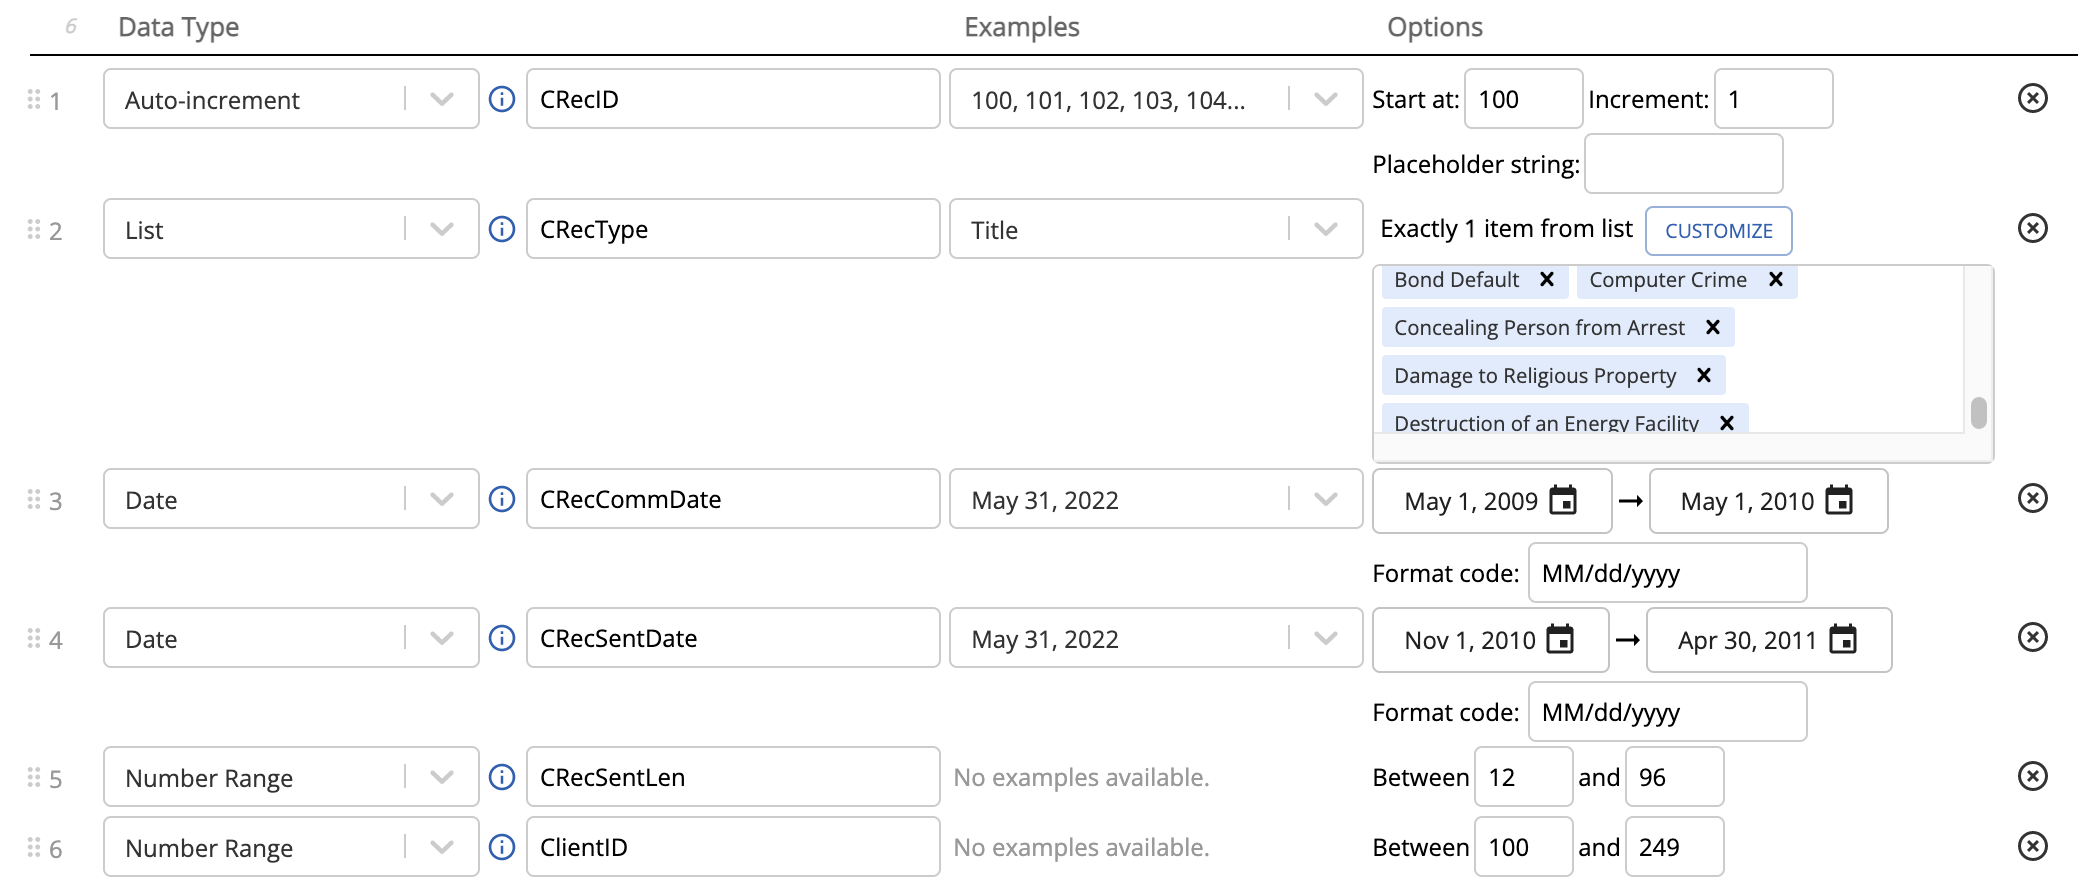 6 Data Type Examples Options
1 Auto-increment CRecID 100, 101, 102, 103, 104... Start at: 100 Increment: 1
Placeholder string:
2 List CRecType Title Exactly 1 item from list CUSTOMIZE
Bond Default Computer Crime
Concealing Person from Arrest
Damage to Religious Property
Destruction of an Energy Facility
3 Date CRecCommDate May 31, 2022 May 1, 2009 → May 1, 2010
Format code: MM/dd/yyyy
4 Date CRecSentDate May 31, 2022 Nov 1, 2010 → Apr 30, 2011
Format code: MM/dd/yyyy
5 Number Range CRecSentLen No examples available. Between 12 and 96
6 Number Range ClientID No examples available. Between 100 and 249